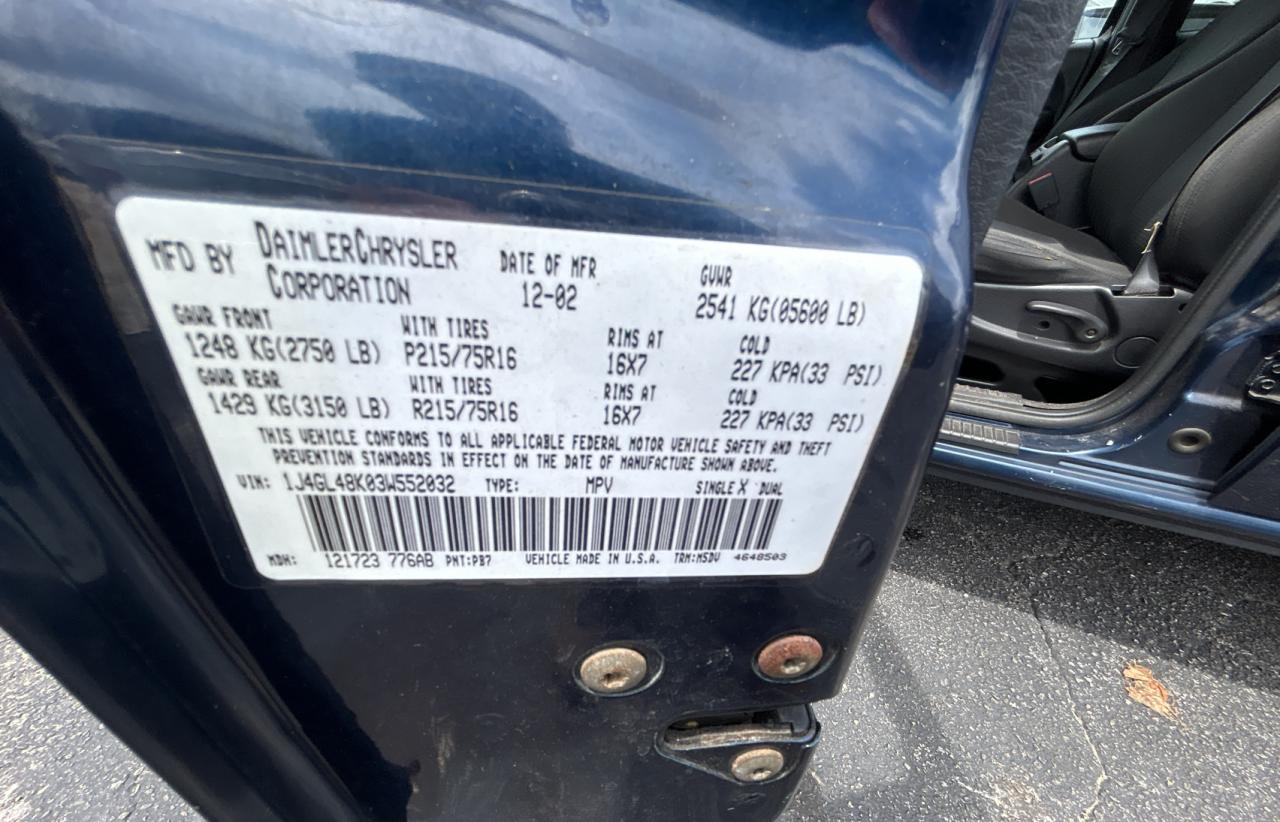 MFD BY DAIMLERCHRYSLER CORPORATION DATE OF MFR 12-02 GVWR 2541 KG(05600 LB)
GAWR FRONT WITH TIRES RIMS AT COLD
1248 KG(2750 LB) P215/75R16 16X7 227 KPA(33 PSI)
GAWR REAR WITH TIRES RIMS AT COLD
1429 KG(3150 LB) R215/75R16 16X7 227 KPA(33 PSI)
THIS VEHICLE CONFORMS TO ALL APPLICABLE FEDERAL MOTOR VEHICLE SAFETY AND THEFT
PREVENTION STANDARDS IN EFFECT ON THE DATE OF MANUFACTURE SHOWN ABOVE.
VIN: 1J4GL48K03W552032 TYPE: MPV SINGLE X DUAL
MDH: 121723 776AB PNT:PB7 VEHICLE MADE IN U.S.A. TRM:MSDV 4648503